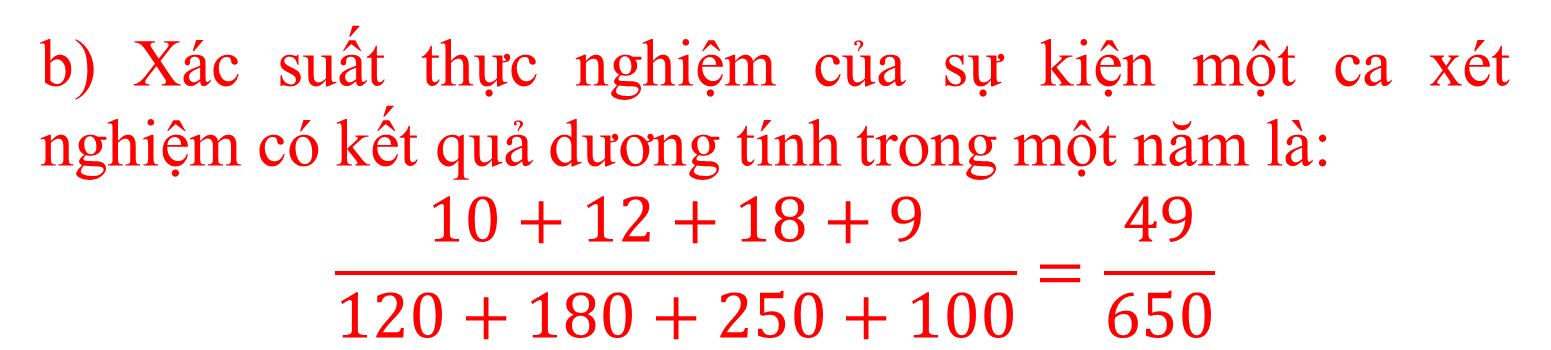 b) Xác suất thực nghiệm của sự kiện một ca xét
nghiệm có kết quả dương tính trong một năm là:
10 + 12 + 18 + 9 / 120 + 180 + 250 + 100 = 49 / 650